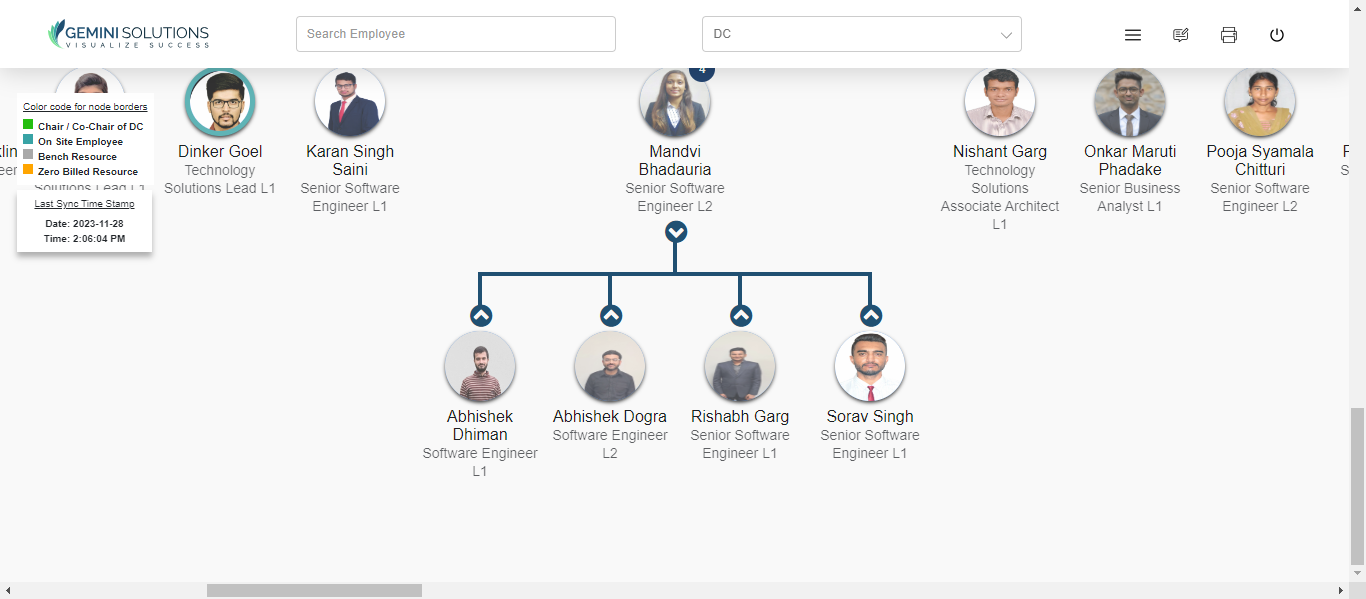 GEMINI SOLUTIONS
VISUALIZE SUCCESS
Search Employee
DC
4
Color code for node borders
Chair / Co-Chair of DC
On Site Employee
Bench Resource
Zero Billed Resource
Solutions Lead L1
Last Sync Time Stamp
Date: 2023-11-28
Time: 2:06:04 PM
Dinker Goel
Technology
Solutions Lead L1
Karan Singh
Saini
Senior Software
Engineer L1
Mandvi
Bhadauria
Senior Software
Engineer L2
Nishant Garg
Technology
Solutions
Associate Architect
L1
Onkar Maruti
Phadake
Senior Business
Analyst L1
Pooja Syamala
Chitturi
Senior Software
Engineer L2
Abhishek
Dhiman
Software Engineer
L1
Abhishek Dogra
Software Engineer
L2
Rishabh Garg
Senior Software
Engineer L1
Sorav Singh
Senior Software
Engineer L1